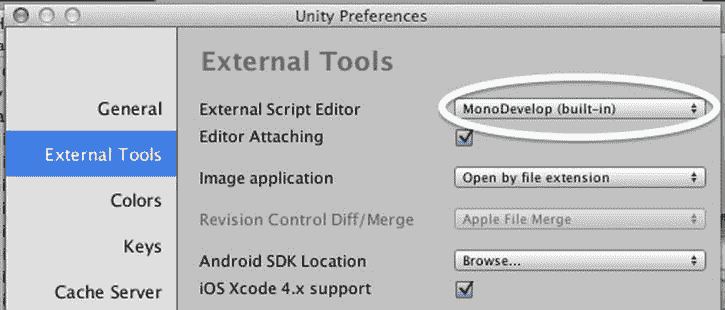 Unity Preferences
External Tools
General
External Tools
Colors
Keys
Cache Server
External Script Editor MonoDevelop (built-in)
Editor Attaching
Image application Open by file extension
Revision Control Diff/Merge Apple File Merge
Android SDK Location Browse...
iOS Xcode 4.x support